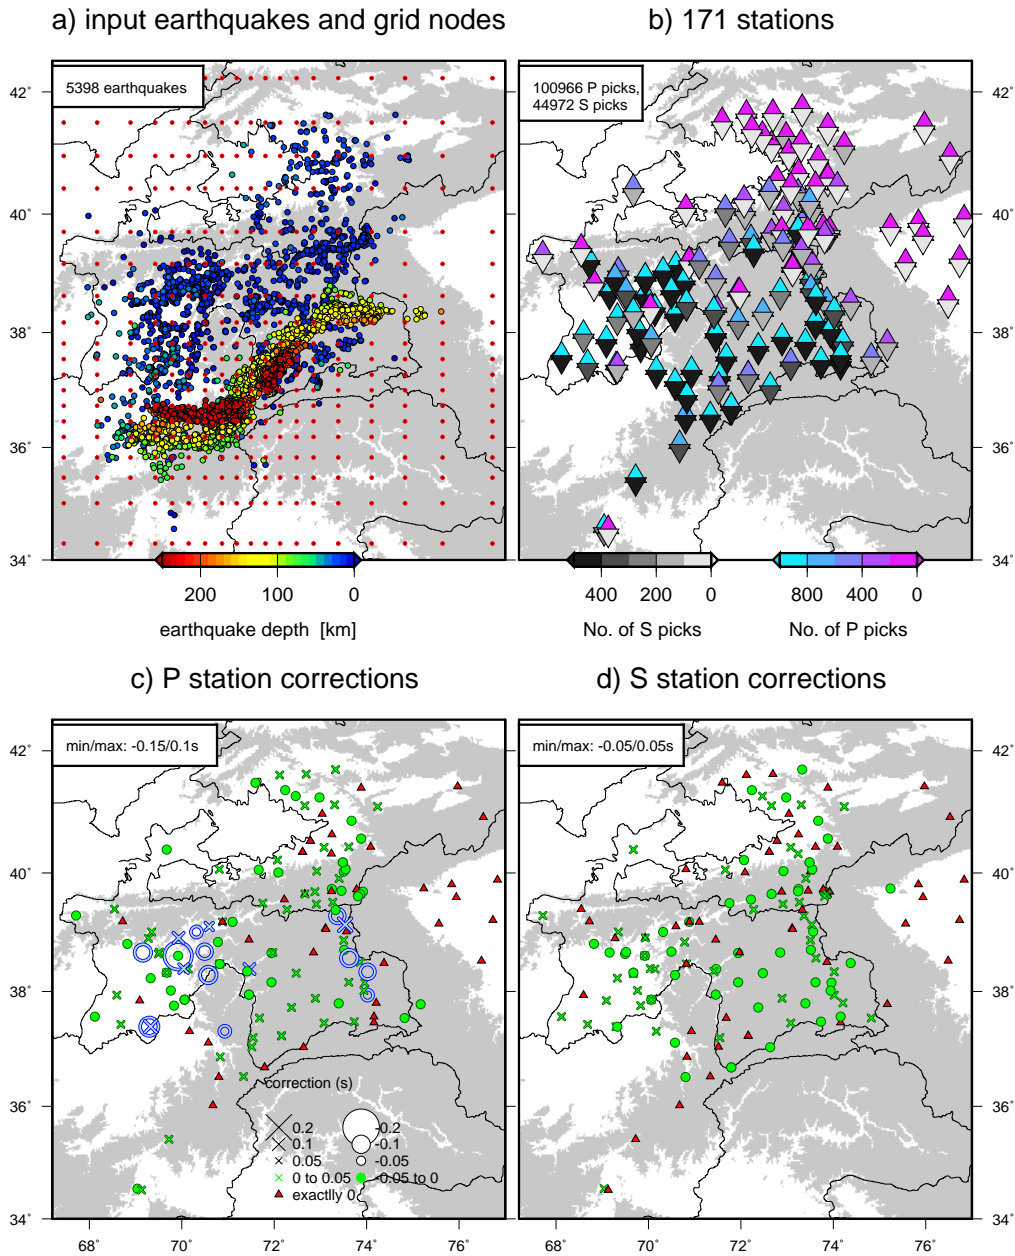 a) input earthquakes and grid nodes
b) 171 stations
5398 earthquakes
100966 P picks,
44972 S picks
42˚
40˚
38˚
36˚
34˚
42˚
40˚
38˚
36˚
34˚
200
100
0
earthquake depth [km]
400
200
0
No. of S picks
800
400
0
No. of P picks
c) P station corrections
d) S station corrections
min/max: -0.15/0.1s
min/max: -0.05/0.05s
42˚
40˚
38˚
36˚
34˚
42˚
40˚
38˚
36˚
34˚
correction (s)
0.2
-0.2
0.1
-0.1
0.05
-0.05
0 to 0.05
-0.05 to 0
exactlly 0
68˚
70˚
72˚
74˚
76˚
68˚
70˚
72˚
74˚
76˚